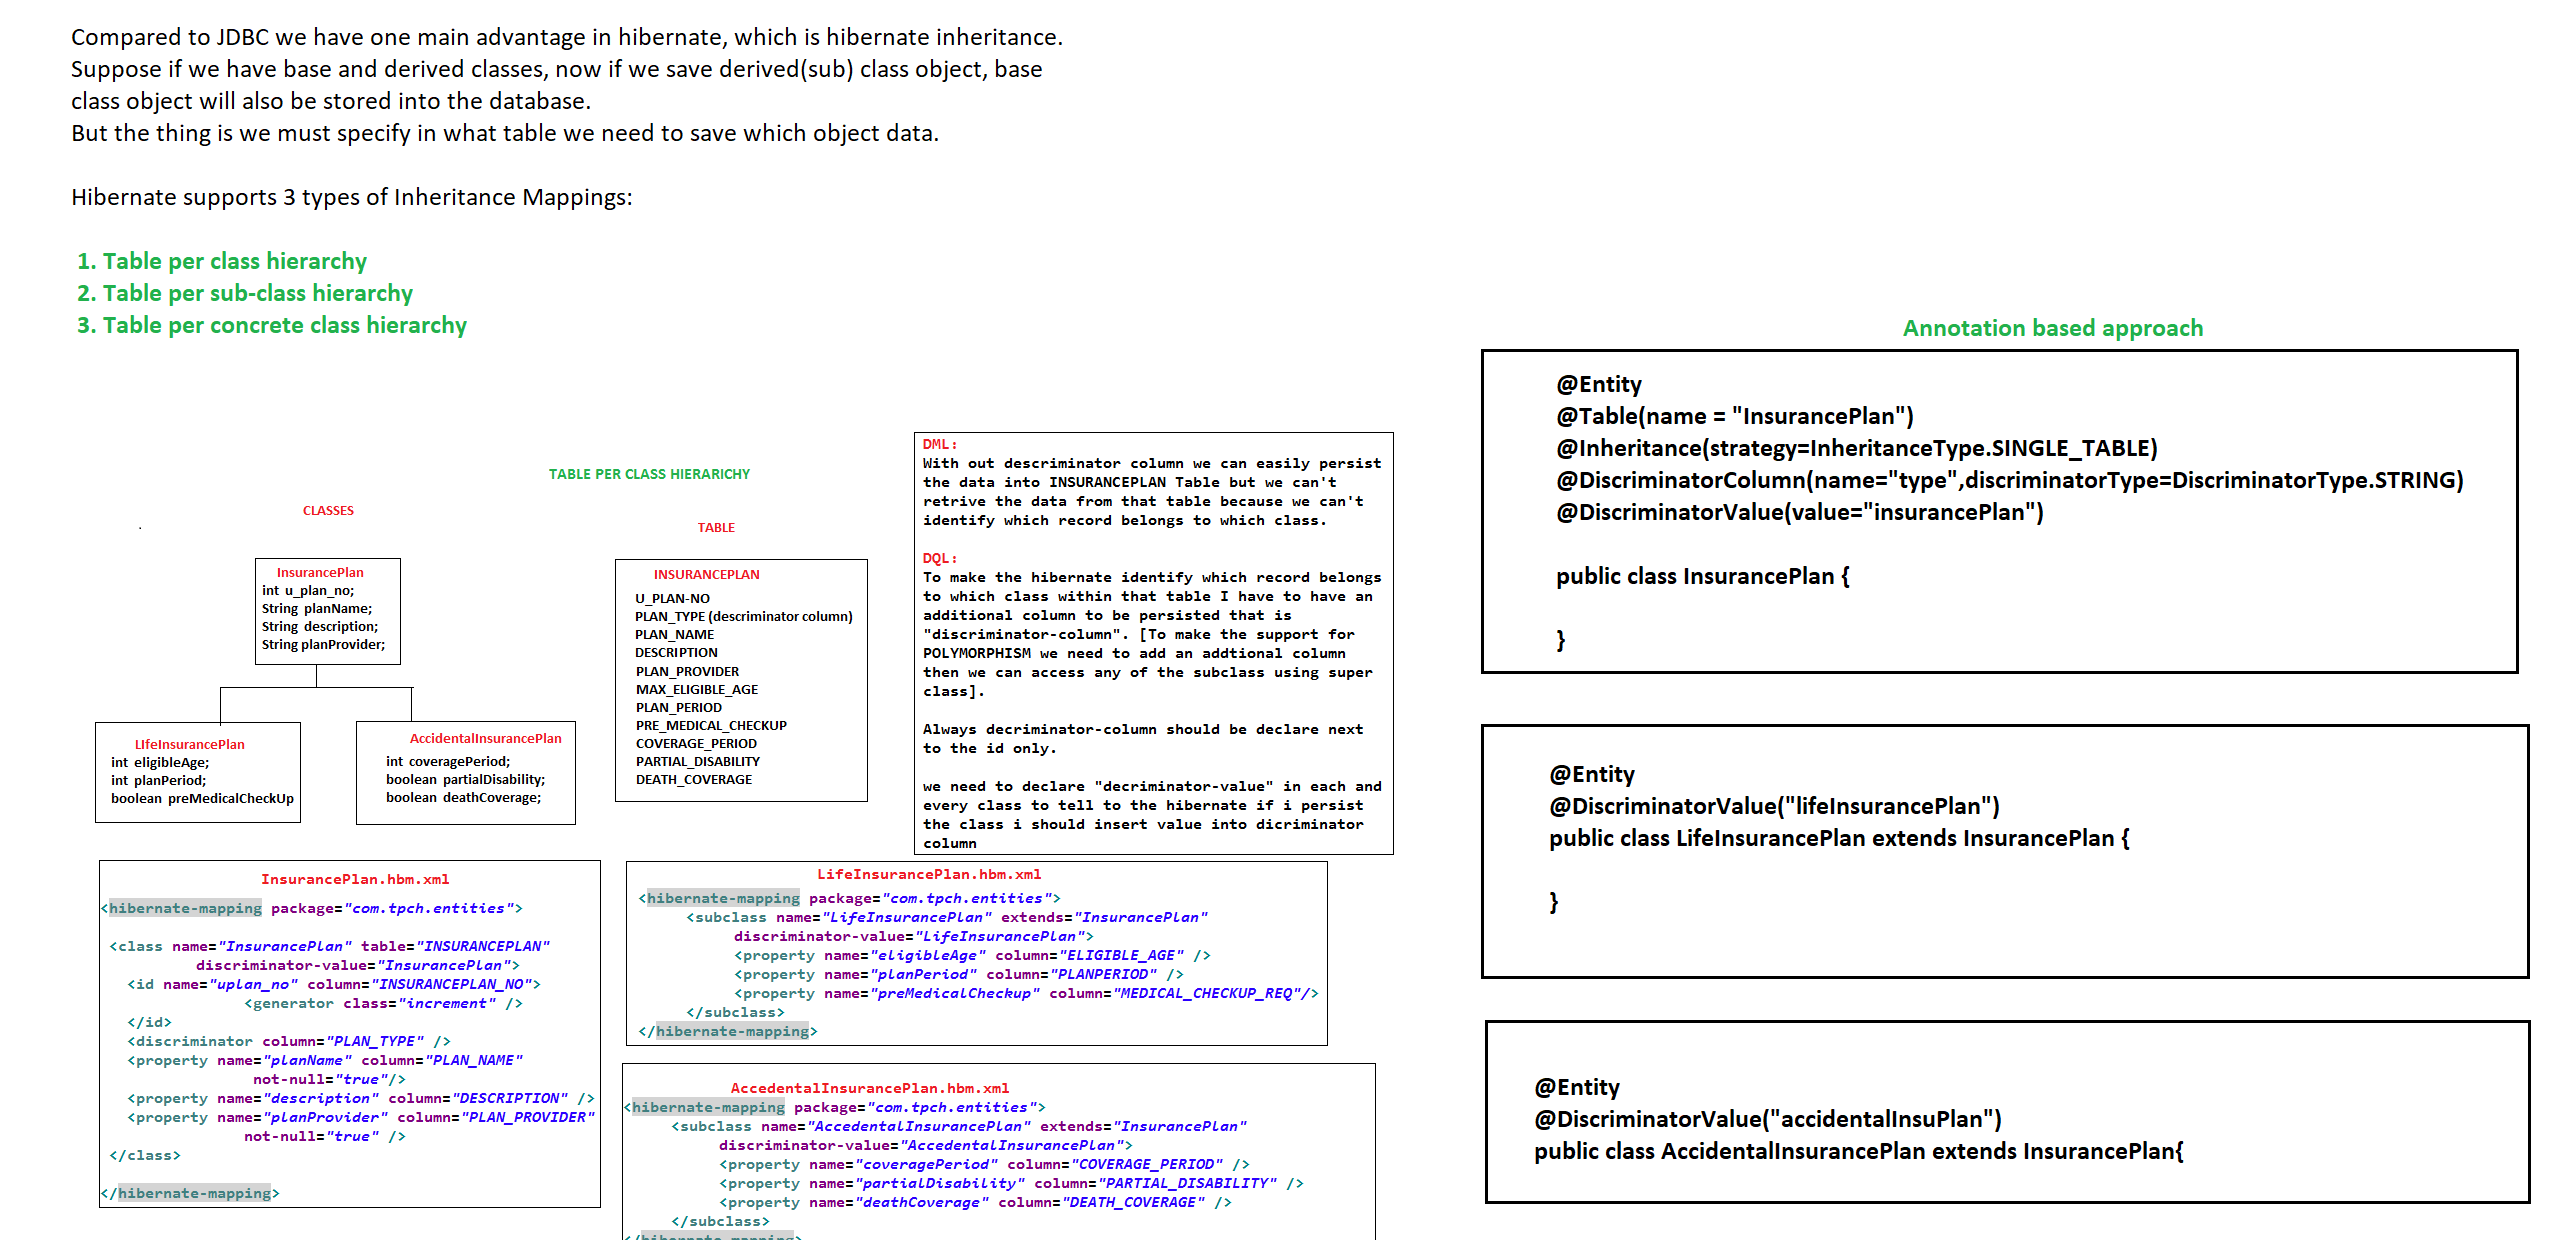 Compared to JDBC we have one main advantage in hibernate, which is hibernate inheritance.
Suppose if we have base and derived classes, now if we save derived(sub) class object, base
class object will also be stored into the database.
But the thing is we must specify in what table we need to save which object data.
Hibernate supports 3 types of Inheritance Mappings:
1. Table per class hierarchy
2. Table per sub-class hierarchy
3. Table per concrete class hierarchy
TABLE PER CLASS HIERARICHY
CLASSES
InsurancePlan
int u_plan_no;
String planName;
String description;
String planProvider;
LIfeInsurancePlan
int eligibleAge;
int planPeriod;
boolean preMedicalCheckUp
AccidentalInsurancePlan
int coveragePeriod;
boolean partialDisability;
boolean deathCoverage;
TABLE
INSURANCEPLAN
U_PLAN-NO
PLAN_TYPE (descriminator column)
PLAN_NAME
DESCRIPTION
PLAN_PROVIDER
MAX_ELIGIBLE_AGE
PLAN_PERIOD
PRE_MEDICAL_CHECKUP
COVERAGE_PERIOD
PARTIAL_DISABILITY
DEATH_COVERAGE
DML:
With out descriminator column we can easily persist
the data into INSURANCEPLAN Table but we can't
retrive the data from that table because we can't
identify which record belongs to which class.
DQL:
To make the hibernate identify which record belongs
to which class within that table I have to have an
additional column to be persisted that is
"discriminator-column". [To make the support for
POLYMORPHISM we need to add an addtional column
then we can access any of the subclass using super
class].
Always decriminator-column should be declare next
to the id only.
we need to declare "decriminator-value" in each and
every class to tell to the hibernate if i persist
the class i should insert value into dicriminator
column
InsurancePlan.hbm.xml
<hibernate-mapping package="com.tpch.entities">
<class name="InsurancePlan" table="INSURANCEPLAN"
discriminator-value="InsurancePlan">
<id name="uplan_no" column="INSURANCEPLAN_NO">
<generator class="increment" />
</id>
<discriminator column="PLAN_TYPE" />
<property name="planName" column="PLAN_NAME"
not-null="true"/>
<property name="description" column="DESCRIPTION" />
<property name="planProvider" column="PLAN_PROVIDER"
not-null="true" />
</class>
</hibernate-mapping>
LifeInsurancePlan.hbm.xml
<hibernate-mapping package="com.tpch.entities">
<subclass name="LifeInsurancePlan" extends="InsurancePlan"
discriminator-value="LifeInsurancePlan">
<property name="eligibleAge" column="ELIGIBLE_AGE" />
<property name="planPeriod" column="PLANPERIOD" />
<property name="preMedicalCheckup" column="MEDICAL_CHECKUP_REQ"/>
</subclass>
</hibernate-mapping>
AccedentalInsurancePlan.hbm.xml
<hibernate-mapping package="com.tpch.entities">
<subclass name="AccedentalInsurancePlan" extends="InsurancePlan"
discriminator-value="AccedentalInsurancePlan">
<property name="coveragePeriod" column="COVERAGE_PERIOD" />
<property name="partialDisability" column="PARTIAL_DISABILITY" />
<property name="deathCoverage" column="DEATH_COVERAGE" />
</subclass>
</hibernate-mapping>
Annotation based approach
@Entity
@Table(name = "InsurancePlan")
@Inheritance(strategy=InheritanceType.SINGLE_TABLE)
@DiscriminatorColumn(name="type",discriminatorType=DiscriminatorType.STRING)
@DiscriminatorValue(value="insurancePlan")
public class InsurancePlan {
}
@Entity
@DiscriminatorValue("lifeInsurancePlan")
public class LifeInsurancePlan extends InsurancePlan {
}
@Entity
@DiscriminatorValue("accidentalInsuPlan")
public class AccidentalInsurancePlan extends InsurancePlan{